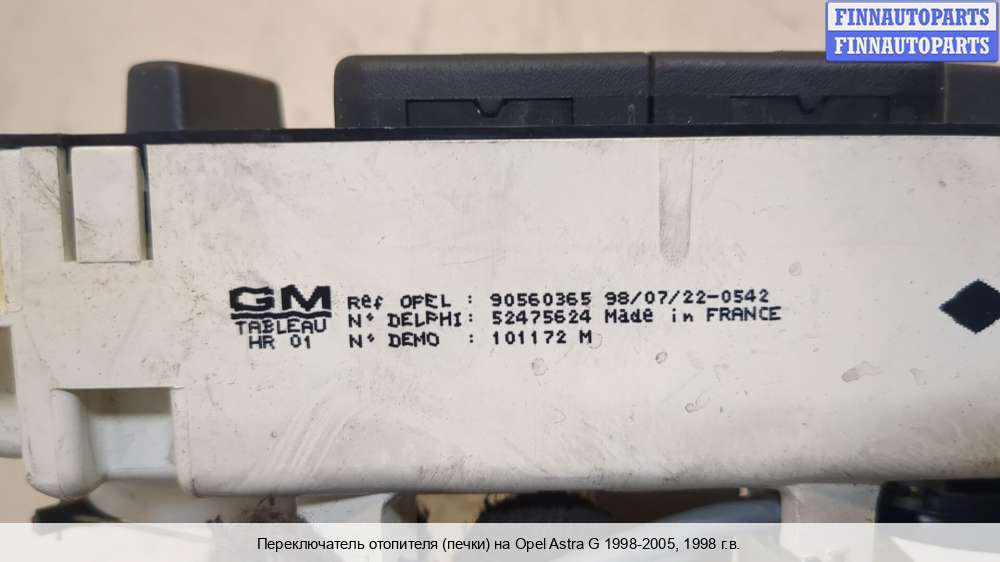 FINNAUTOPARTS
FINNAUTOPARTS
GM Ref OPEL : 90560365 98/07/22-0542
TABLEAU N° DELPHI: 52475624 Made in FRANCE
HR 01 N° DEMO : 101172 M
Переключатель отопителя (печки) на Opel Astra G 1998-2005, 1998 г.в.